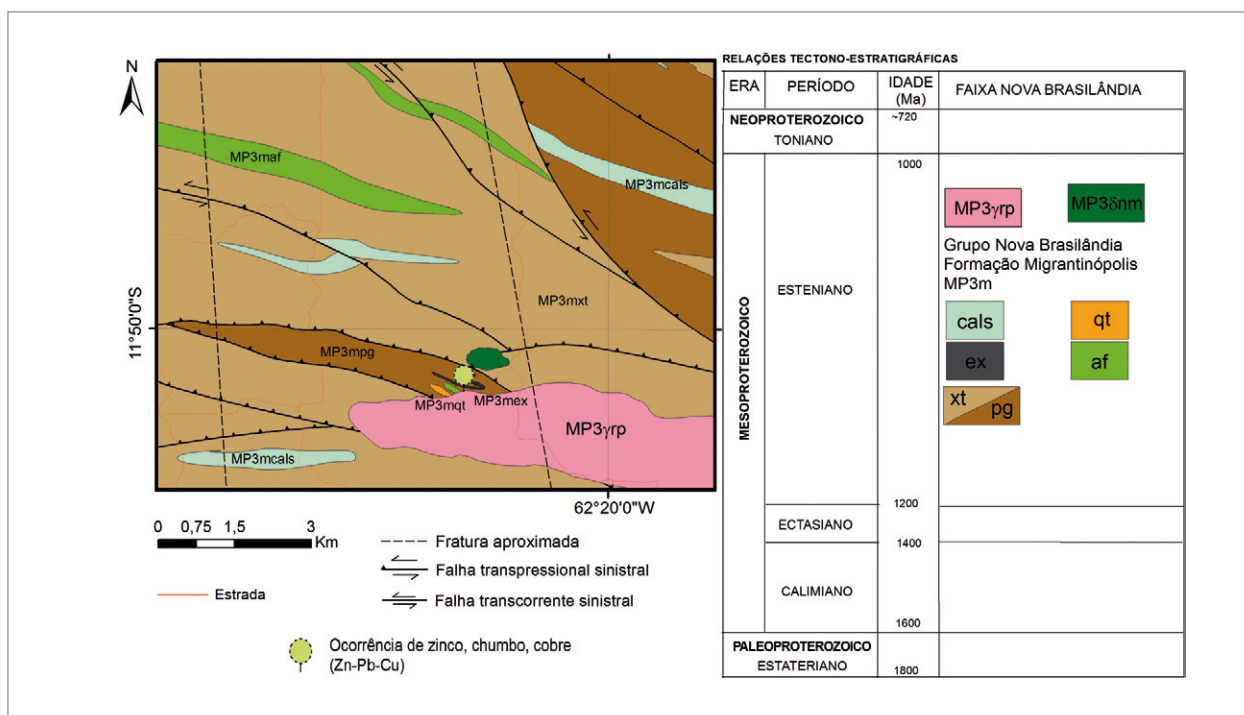 N
11°50'0"S
62°20'0"W
MP3maf
MP3mcals
MP3mxt
MP3mpg
MP3mqt
MP3mex
MP3γrp
MP3mcals
0 0,75 1,5 3
Km
Estrada
Fratura aproximada
Falha transpressional sinistral
Falha transcorrente sinistral
Ocorrência de zinco, chumbo, cobre
(Zn-Pb-Cu)
RELAÇÕES TECTONO-ESTRATIGRÁFICAS
ERA PERÍODO IDADE (Ma) FAIXA NOVA BRASILÂNDIA
NEOPROTEROZOICO ~720
TONIANO
1000
MESOPROTEROZOICO
ESTENIANO
MP3γrp MP3δnm
Grupo Nova Brasilândia
Formação Migrantinópolis
MP3m
cals qt
ex af
xt pg
1200
ECTASIANO
1400
CALIMIANO
1600
PALEOPROTEROZOICO
ESTATERIANO
1800